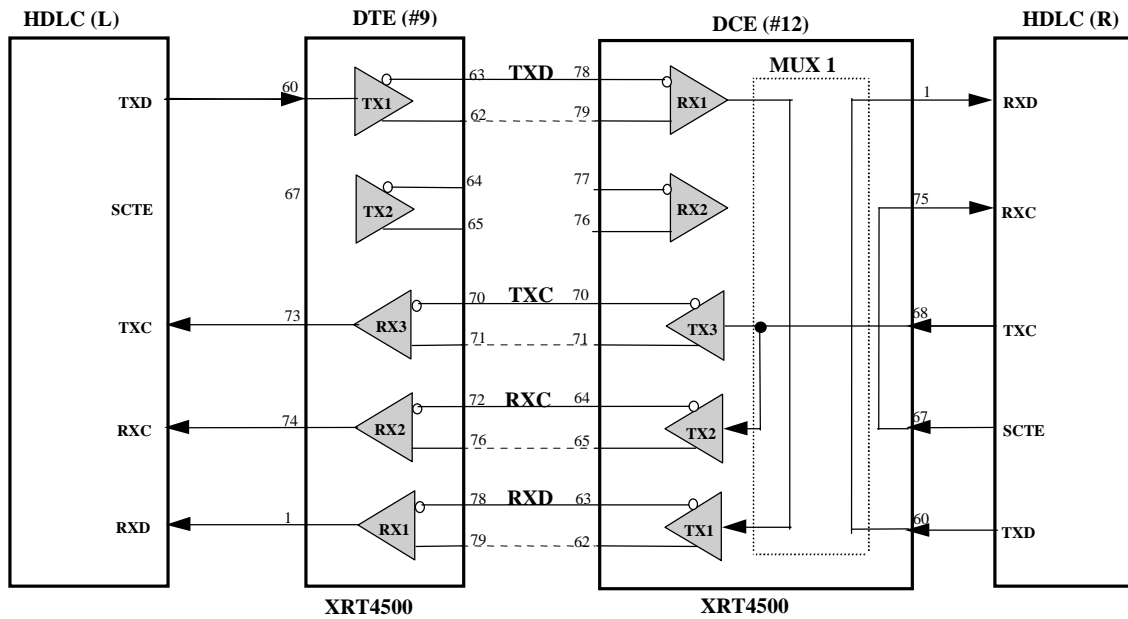 HDLC (L) DTE (#9) DCE (#12) HDLC (R)
MUX 1
TXD 60 TX1 63 TXD 78 RX1 1 RXD
62 79
67 64 77 75
SCTE TX2 RX2 RXC
65 76
70 TXC 70 68
TXC 73 RX3 TX3 TXC
71 71
72 RXC 64 67
RXC 74 RX2 TX2 SCTE
76 65
78 RXD 63 60
RXD 1 RX1 TX1 TXD
79 62
XRT4500 XRT4500